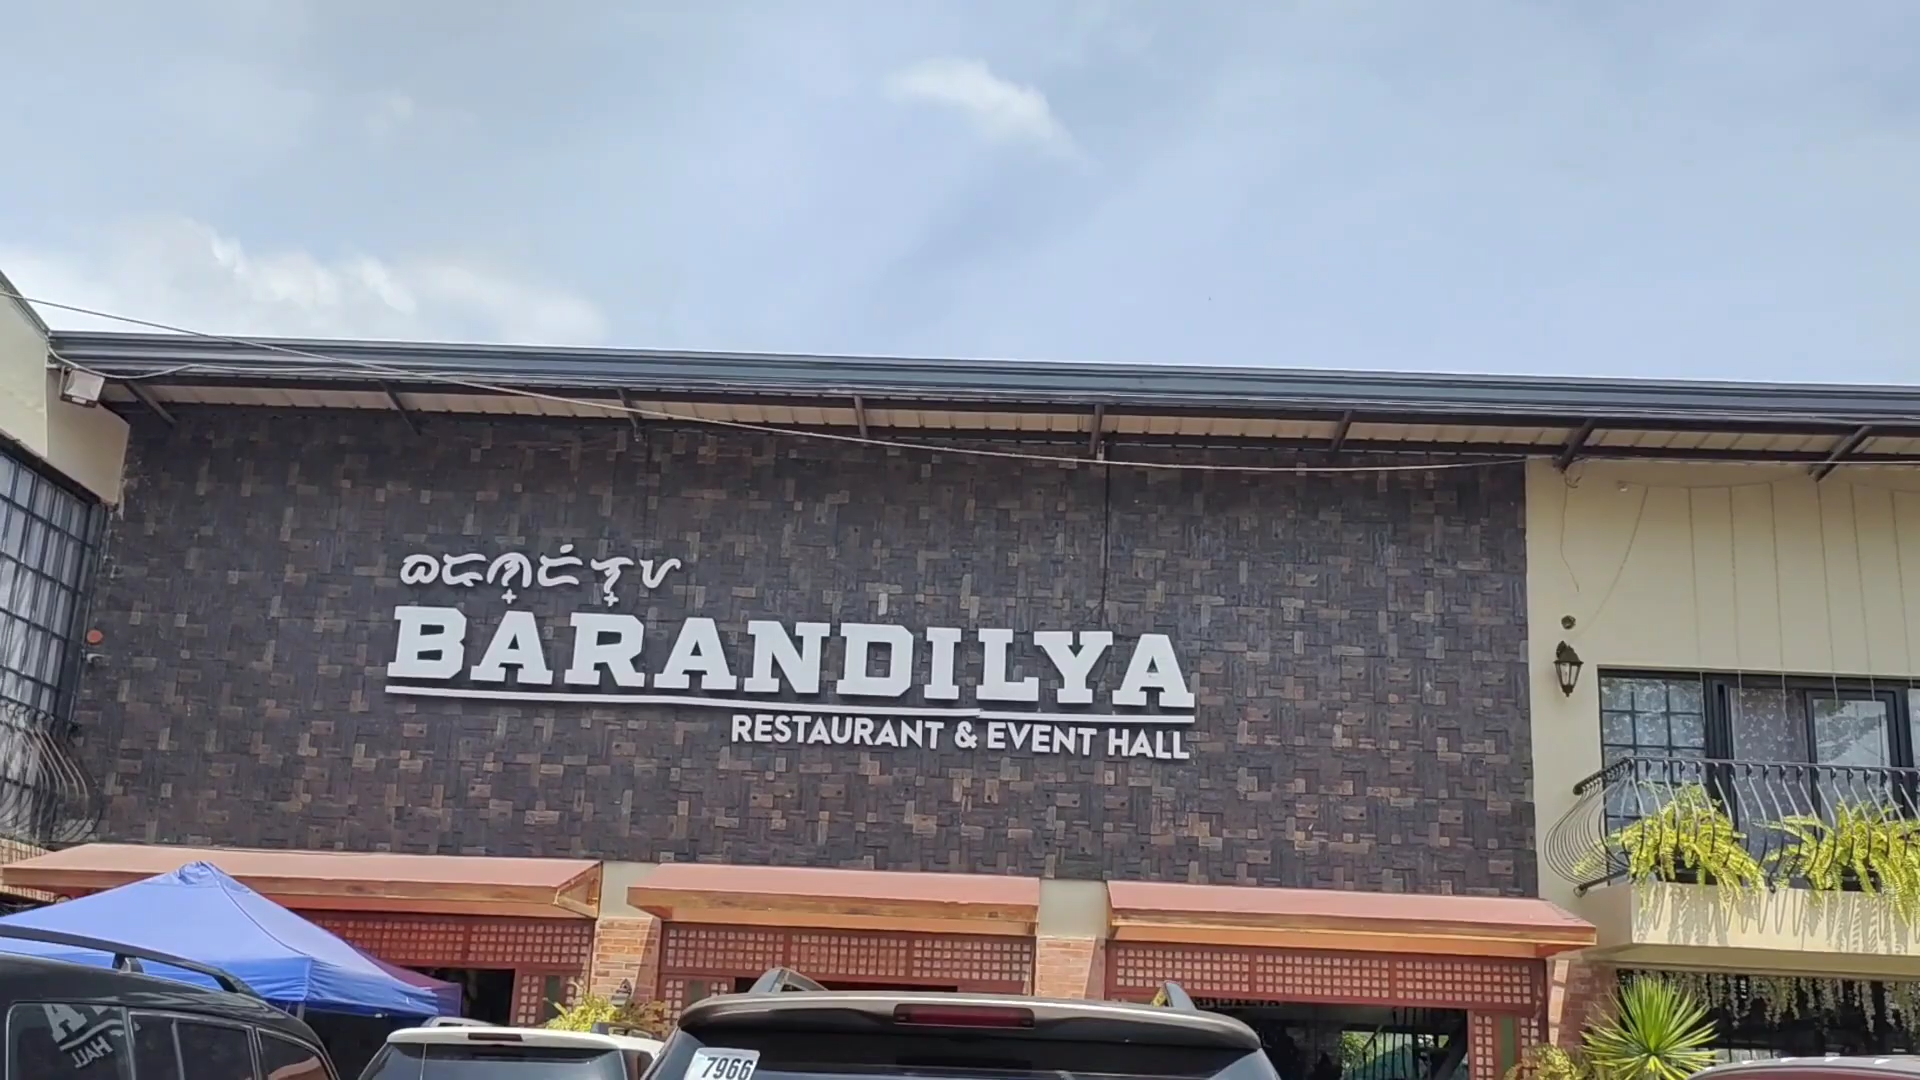 ᜊᜇᜈ᜔ᜇᜒᜎ᜔ᜌ
BARANDILYA
RESTAURANT & EVENT HALL
7966